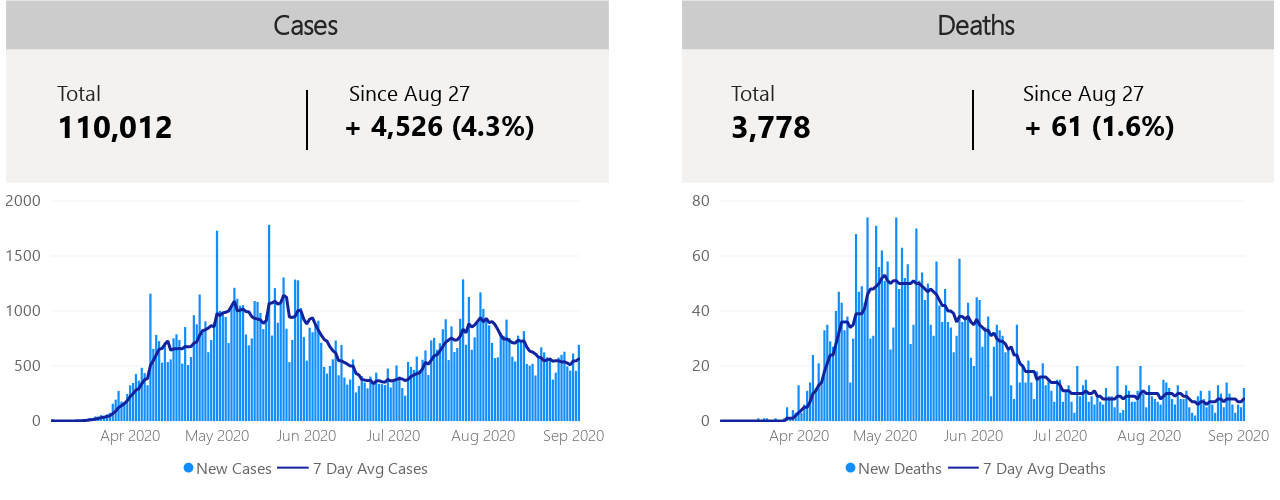 Cases
Total
110,012
Since Aug 27
+ 4,526 (4.3%)
2000
1500
1000
500
0
Apr 2020 May 2020 Jun 2020 Jul 2020 Aug 2020 Sep 2020
New Cases 7 Day Avg Cases
Deaths
Total
3,778
Since Aug 27
+ 61 (1.6%)
80
60
40
20
0
Apr 2020 May 2020 Jun 2020 Jul 2020 Aug 2020 Sep 2020
New Deaths 7 Day Avg Deaths